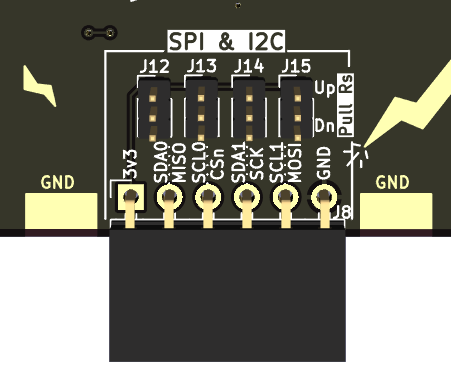 SPI & I2C
J12 J13 J14 J15
Up
Dn
Pull Rs
3v3
SDA0 MISO
SCL0 CSn
SDA1 SCK
SCL1 MOSI
GND
GND
GND
J8